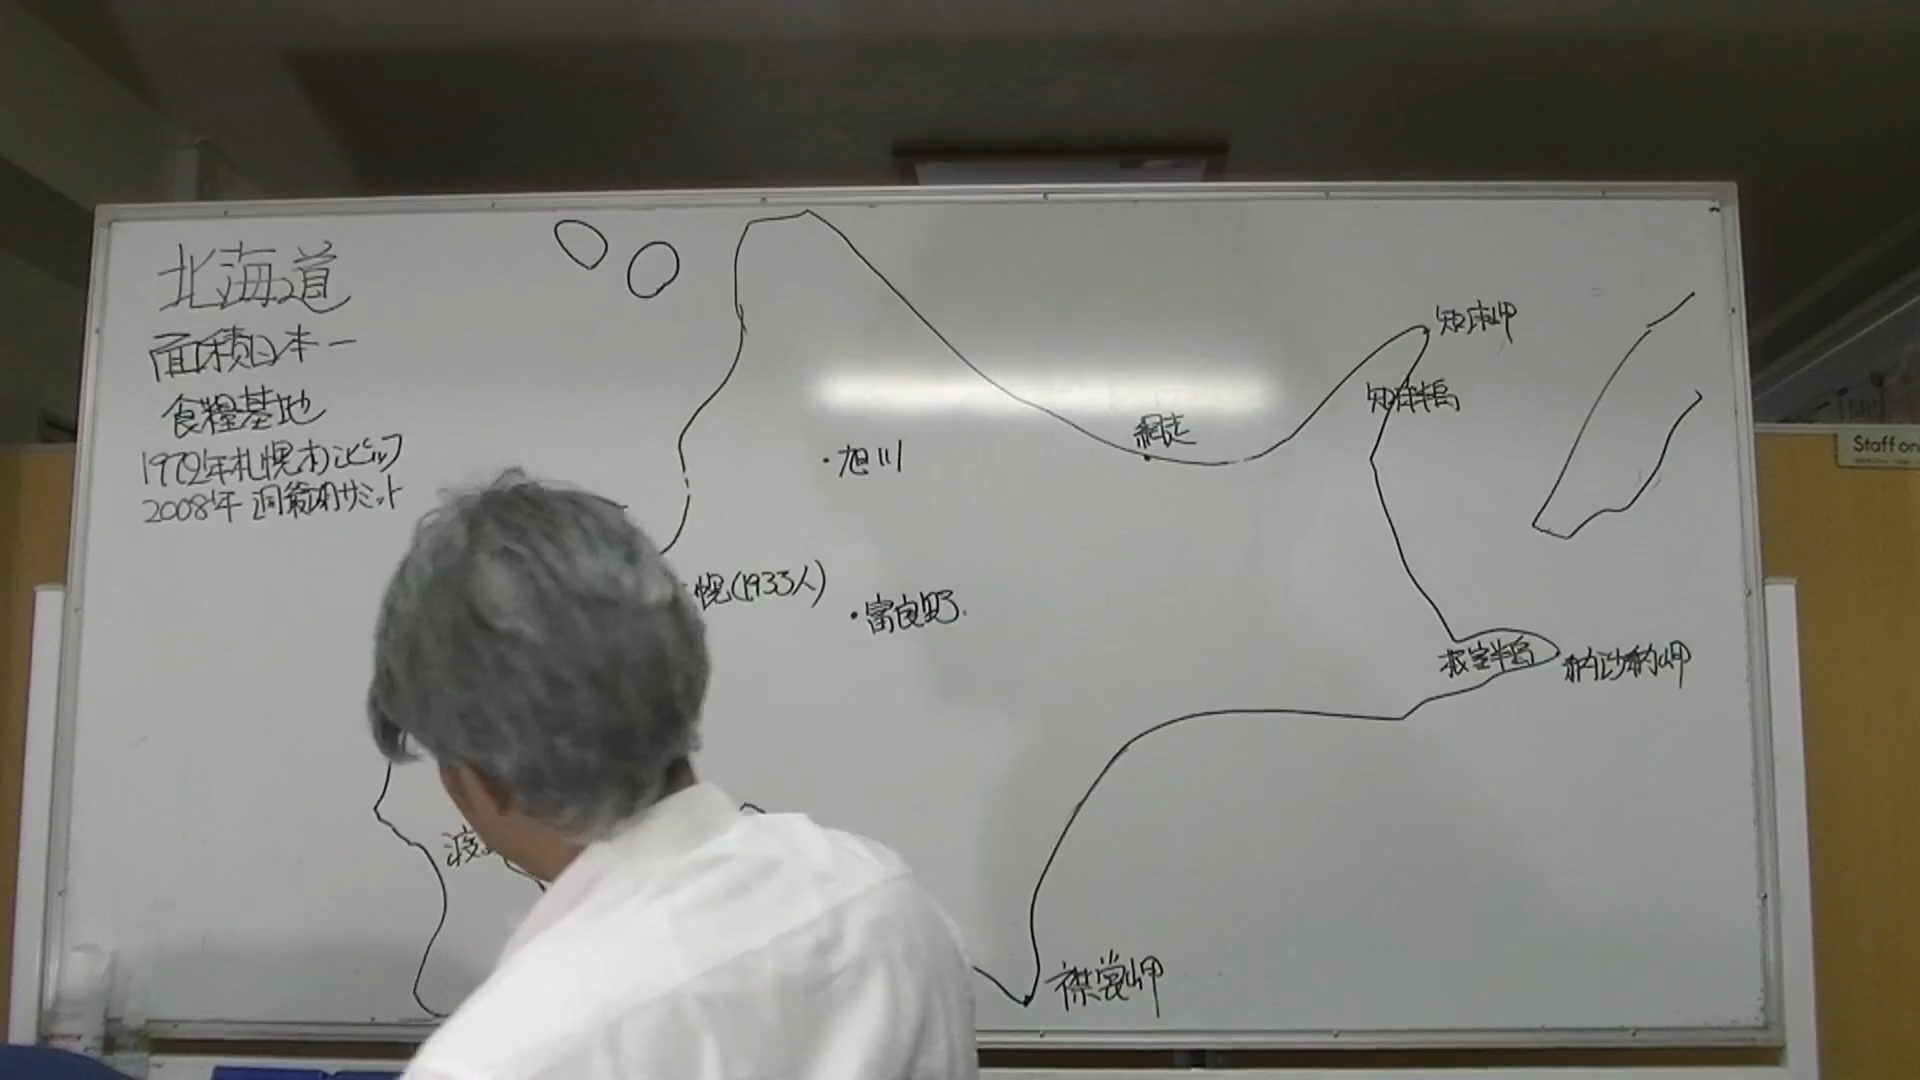 北海道
面積日本一
食糧基地
1972年札幌オリンピック
2008年洞爺湖サミット
知床岬
知床半島
網走
・旭川
幌(1933人)
・富良野
根室半島
納沙布岬
渡
襟裳岬
Staff on